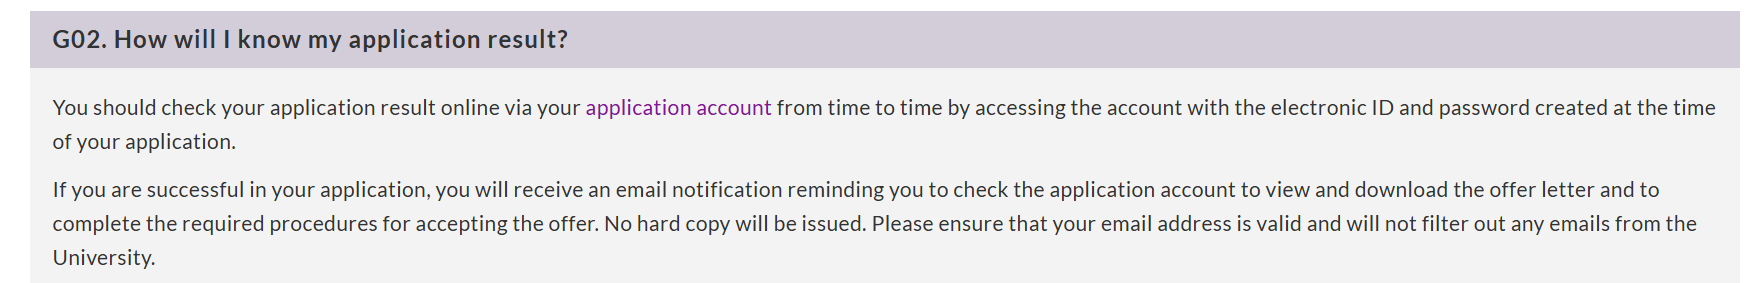 G02. How will I know my application result?
You should check your application result online via your application account from time to time by accessing the account with the electronic ID and password created at the time
of your application.
If you are successful in your application, you will receive an email notification reminding you to check the application account to view and download the offer letter and to
complete the required procedures for accepting the offer. No hard copy will be issued. Please ensure that your email address is valid and will not filter out any emails from the
University.